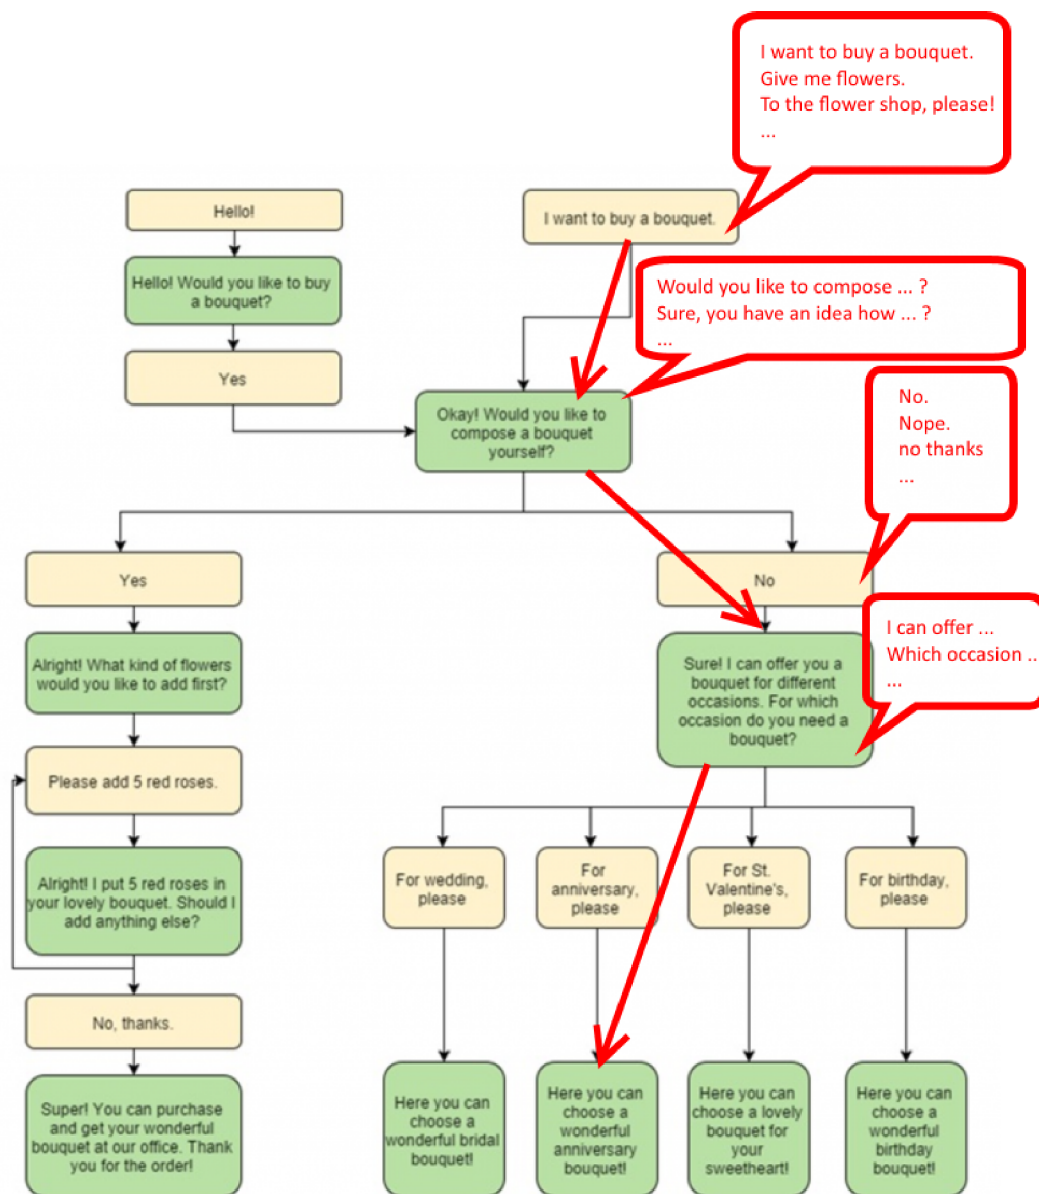 I want to buy a bouquet.
Give me flowers.
To the flower shop, please!
...
Hello!
I want to buy a bouquet.
Hello! Would you like to buy
a bouquet?
Would you like to compose ... ?
Sure, you have an idea how ... ?
...
Yes
Okay! Would you like to
compose a bouquet
yourself?
No.
Nope.
no thanks
...
Yes
No
Alright! What kind of flowers
would you like to add first?
I can offer ...
Which occasion ..
...
Sure! I can offer you a
bouquet for different
occasions. For which
occasion do you need a
bouquet?
Please add 5 red roses.
Alright! I put 5 red roses in
your lovely bouquet. Should I
add anything else?
For wedding,
please
For
anniversary,
please
For St.
Valentine's,
please
For birthday,
please
No, thanks.
Super! You can purchase
and get your wonderful
bouquet at our office. Thank
you for the order!
Here you can
choose a
wonderful bridal
bouquet!
Here you can
choose a
wonderful
anniversary
bouquet!
Here you can
choose a lovely
bouquet for
your
sweetheart!
Here you can
choose a
wonderful
birthday
bouquet!